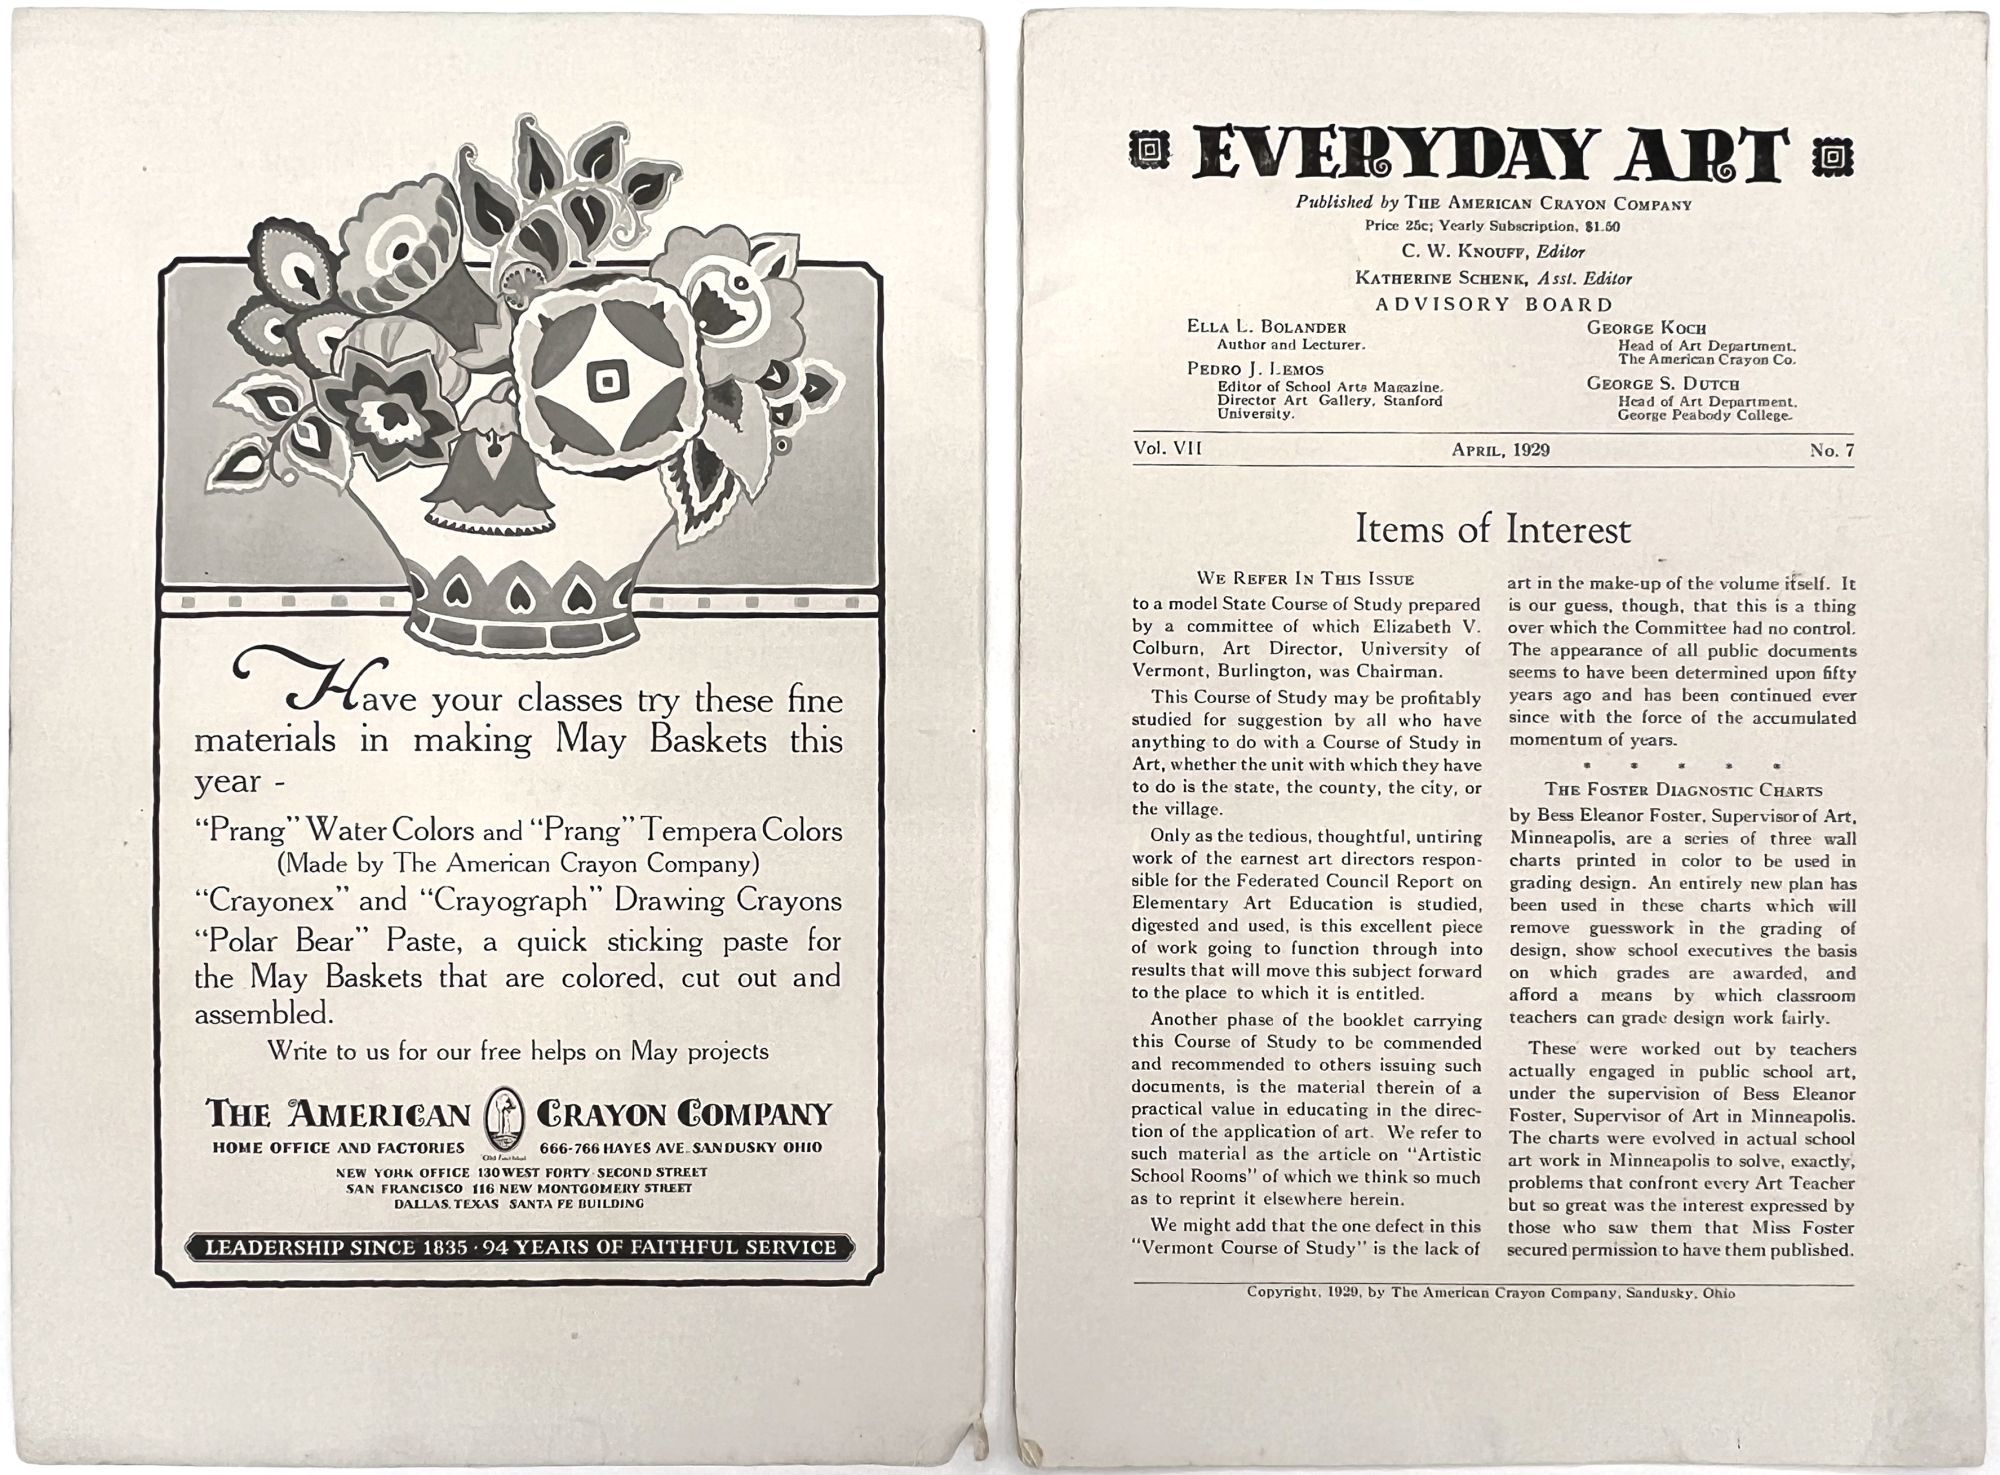 Have your classes try these fine
materials in making May Baskets this
year -
"Prang" Water Colors and "Prang" Tempera Colors
(Made by The American Crayon Company)
"Crayonex" and "Crayograph" Drawing Crayons
"Polar Bear" Paste, a quick sticking paste for
the May Baskets that are colored, cut out and
assembled.
Write to us for our free helps on May projects
THE AMERICAN CRAYON COMPANY
HOME OFFICE AND FACTORIES 666-766 HAYES AVE. SANDUSKY OHIO
NEW YORK OFFICE 130 WEST FORTY-SECOND STREET
SAN FRANCISCO 116 NEW MONTGOMERY STREET
DALLAS, TEXAS SANTA FE BUILDING
LEADERSHIP SINCE 1835 · 94 YEARS OF FAITHFUL SERVICE
EVERYDAY ART
Published by THE AMERICAN CRAYON COMPANY
Price 25c; Yearly Subscription, $1.50
C. W. KNOUFF, Editor
KATHERINE SCHENK, Asst. Editor
ADVISORY BOARD
ELLA L. BOLANDER
Author and Lecturer.
PEDRO J. LEMOS
Editor of School Arts Magazine.
Director Art Gallery, Stanford
University.
GEORGE KOCH
Head of Art Department,
The American Crayon Co.
GEORGE S. DUTCH
Head of Art Department,
George Peabody College.
Vol. VII APRIL, 1929 No. 7
Items of Interest
WE REFER IN THIS ISSUE
to a model State Course of Study prepared
by a committee of which Elizabeth V.
Colburn, Art Director, University of
Vermont, Burlington, was Chairman.
This Course of Study may be profitably
studied for suggestion by all who have
anything to do with a Course of Study in
Art, whether the unit with which they have
to do is the state, the county, the city, or
the village.
Only as the tedious, thoughtful, untiring
work of the earnest art directors respon-
sible for the Federated Council Report on
Elementary Art Education is studied,
digested and used, is this excellent piece
of work going to function through into
results that will move this subject forward
to the place to which it is entitled.
Another phase of the booklet carrying
this Course of Study to be commended
and recommended to others issuing such
documents, is the material therein of a
practical value in educating in the direc-
tion of the application of art. We refer to
such material as the article on "Artistic
School Rooms" of which we think so much
as to reprint it elsewhere herein.
We might add that the one defect in this
"Vermont Course of Study" is the lack of
art in the make-up of the volume itself. It
is our guess, though, that this is a thing
over which the Committee had no control.
The appearance of all public documents
seems to have been determined upon fifty
years ago and has been continued ever
since with the force of the accumulated
momentum of years.
* * * * *
THE FOSTER DIAGNOSTIC CHARTS
by Bess Eleanor Foster, Supervisor of Art,
Minneapolis, are a series of three wall
charts printed in color to be used in
grading design. An entirely new plan has
been used in these charts which will
remove guesswork in the grading of
design, show school executives the basis
on which grades are awarded, and
afford a means by which classroom
teachers can grade design work fairly.
These were worked out by teachers
actually engaged in public school art,
under the supervision of Bess Eleanor
Foster, Supervisor of Art in Minneapolis.
The charts were evolved in actual school
art work in Minneapolis to solve, exactly,
problems that confront every Art Teacher
but so great was the interest expressed by
those who saw them that Miss Foster
secured permission to have them published.
Copyright, 1929, by The American Crayon Company, Sandusky, Ohio